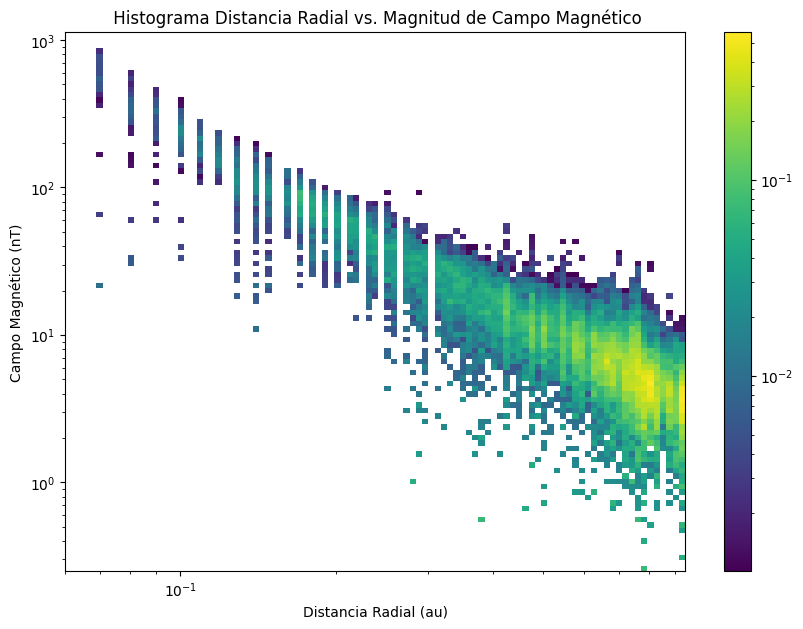 Histograma Distancia Radial vs. Magnitud de Campo Magnético
10³
10²
10¹
10⁰
Campo Magnético (nT)
10⁻¹
Distancia Radial (au)
10⁻¹
10⁻²